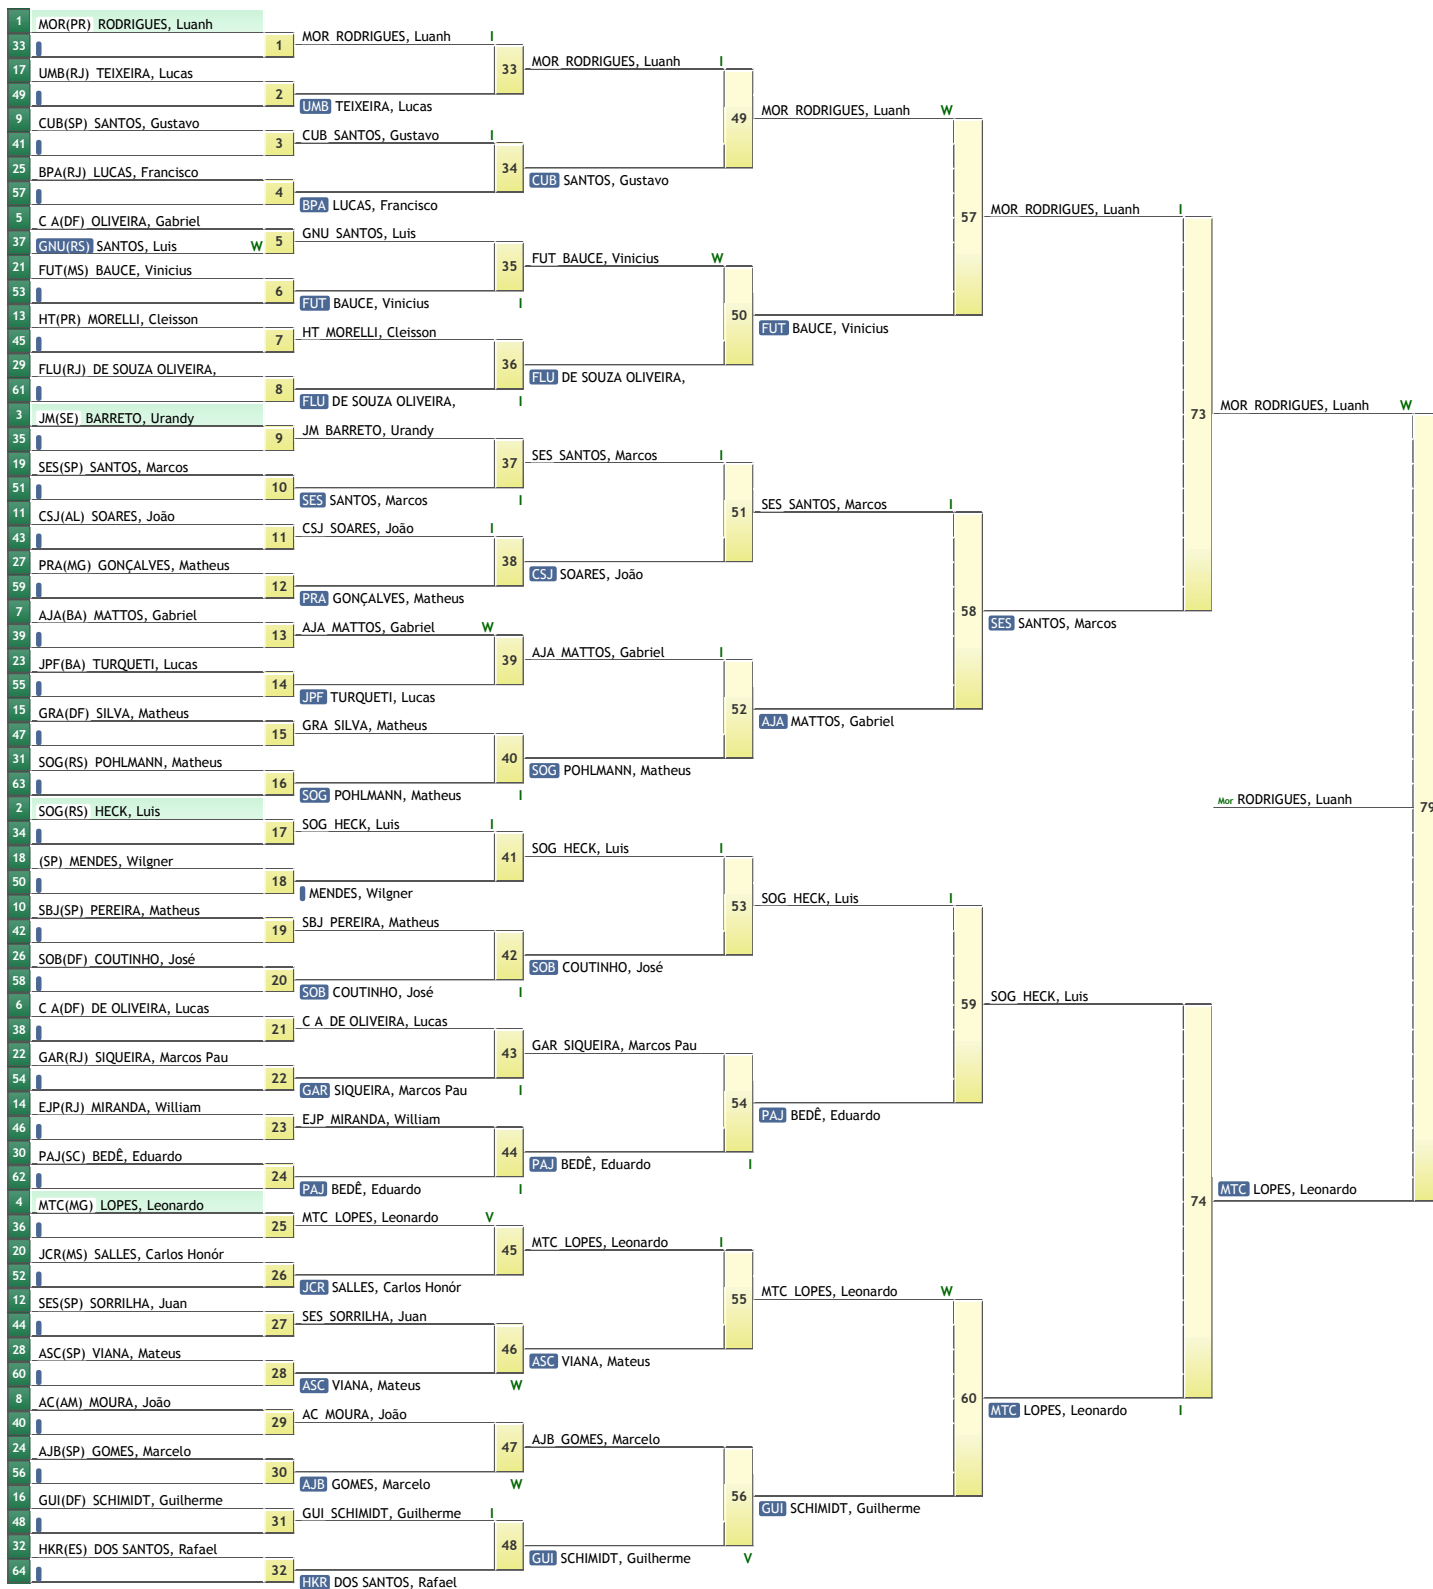 1 MOR(PR) RODRIGUES, Luanh
33
1
17 UMB(RJ) TEIXEIRA, Lucas
49
2
9 CUB(SP) SANTOS, Gustavo
41
3
25 BPA(RJ) LUCAS, Francisco
57
4
5 C A(DF) OLIVEIRA, Gabriel
37 GNU(RS) SANTOS, Luis W
5
21 FUT(MS) BAUCE, Vinicius
53
6
13 HT(PR) MORELLI, Cleisson
45
7
29 FLU(RJ) DE SOUZA OLIVEIRA,
61
8
3 JM(SE) BARRETO, Urandy
35
9
19 SES(SP) SANTOS, Marcos
51
10
11 CSJ(AL) SOARES, João
43
11
27 PRA(MG) GONÇALVES, Matheus
59
12
7 AJA(BA) MATTOS, Gabriel
39
13
23 JPF(BA) TURQUETI, Lucas
55
14
15 GRA(DF) SILVA, Matheus
47
15
31 SOG(RS) POHLMANN, Matheus
63
16
2 SOG(RS) HECK, Luis
34
17
18 (SP) MENDES, Wilgner
50
18
10 SBJ(SP) PEREIRA, Matheus
42
19
26 SOB(DF) COUTINHO, José
58
20
6 C A(DF) DE OLIVEIRA, Lucas
38
21
22 GAR(RJ) SIQUEIRA, Marcos Pau
54
22
14 EJP(RJ) MIRANDA, William
46
23
30 PAJ(SC) BEDÊ, Eduardo
62
24
4 MTC(MG) LOPES, Leonardo
36
25
20 JCR(MS) SALLES, Carlos Honór
52
26
12 SES(SP) SORRILHA, Juan
44
27
28 ASC(SP) VIANA, Mateus
60
28
8 AC(AM) MOURA, João
40
29
24 AJB(SP) GOMES, Marcelo
56
30
16 GUI(DF) SCHIMIDT, Guilherme
48
31
32 HKR(ES) DOS SANTOS, Rafael
64
32
MOR RODRIGUES, Luanh I
33
UMB TEIXEIRA, Lucas
CUB SANTOS, Gustavo I
34
BPA LUCAS, Francisco
GNU SANTOS, Luis
35
FUT BAUCE, Vinicius I
HT MORELLI, Cleisson
36
FLU DE SOUZA OLIVEIRA, I
JM BARRETO, Urandy
37
SES SANTOS, Marcos I
CSJ SOARES, João I
38
PRA GONÇALVES, Matheus
AJA MATTOS, Gabriel W
39
JPF TURQUETI, Lucas
GRA SILVA, Matheus
40
SOG POHLMANN, Matheus I
SOG HECK, Luis I
41
MENDES, Wilgner
SBJ PEREIRA, Matheus
42
SOB COUTINHO, José I
C A DE OLIVEIRA, Lucas
43
GAR SIQUEIRA, Marcos Pau I
EJP MIRANDA, William
44
PAJ BEDÊ, Eduardo I
MTC LOPES, Leonardo V
45
JCR SALLES, Carlos Honór
SES SORRILHA, Juan
46
ASC VIANA, Mateus W
AC MOURA, João
47
AJB GOMES, Marcelo W
GUI SCHIMIDT, Guilherme I
48
HKR DOS SANTOS, Rafael
MOR RODRIGUES, Luanh I
49
CUB SANTOS, Gustavo
FUT BAUCE, Vinicius W
50
FLU DE SOUZA OLIVEIRA,
SES SANTOS, Marcos I
51
CSJ SOARES, João
AJA MATTOS, Gabriel I
52
SOG POHLMANN, Matheus
SOG HECK, Luis I
53
SOB COUTINHO, José
GAR SIQUEIRA, Marcos Pau
54
PAJ BEDÊ, Eduardo I
MTC LOPES, Leonardo I
55
ASC VIANA, Mateus
AJB GOMES, Marcelo
56
GUI SCHIMIDT, Guilherme V
MOR RODRIGUES, Luanh W
57
FUT BAUCE, Vinicius
SES SANTOS, Marcos I
58
AJA MATTOS, Gabriel
SOG HECK, Luis I
59
PAJ BEDÊ, Eduardo
MTC LOPES, Leonardo W
60
GUI SCHIMIDT, Guilherme
MOR RODRIGUES, Luanh I
73
SES SANTOS, Marcos
SOG HECK, Luis
74
MTC LOPES, Leonardo I
MOR RODRIGUES, Luanh W
Mor RODRIGUES, Luanh
79
MTC LOPES, Leonardo